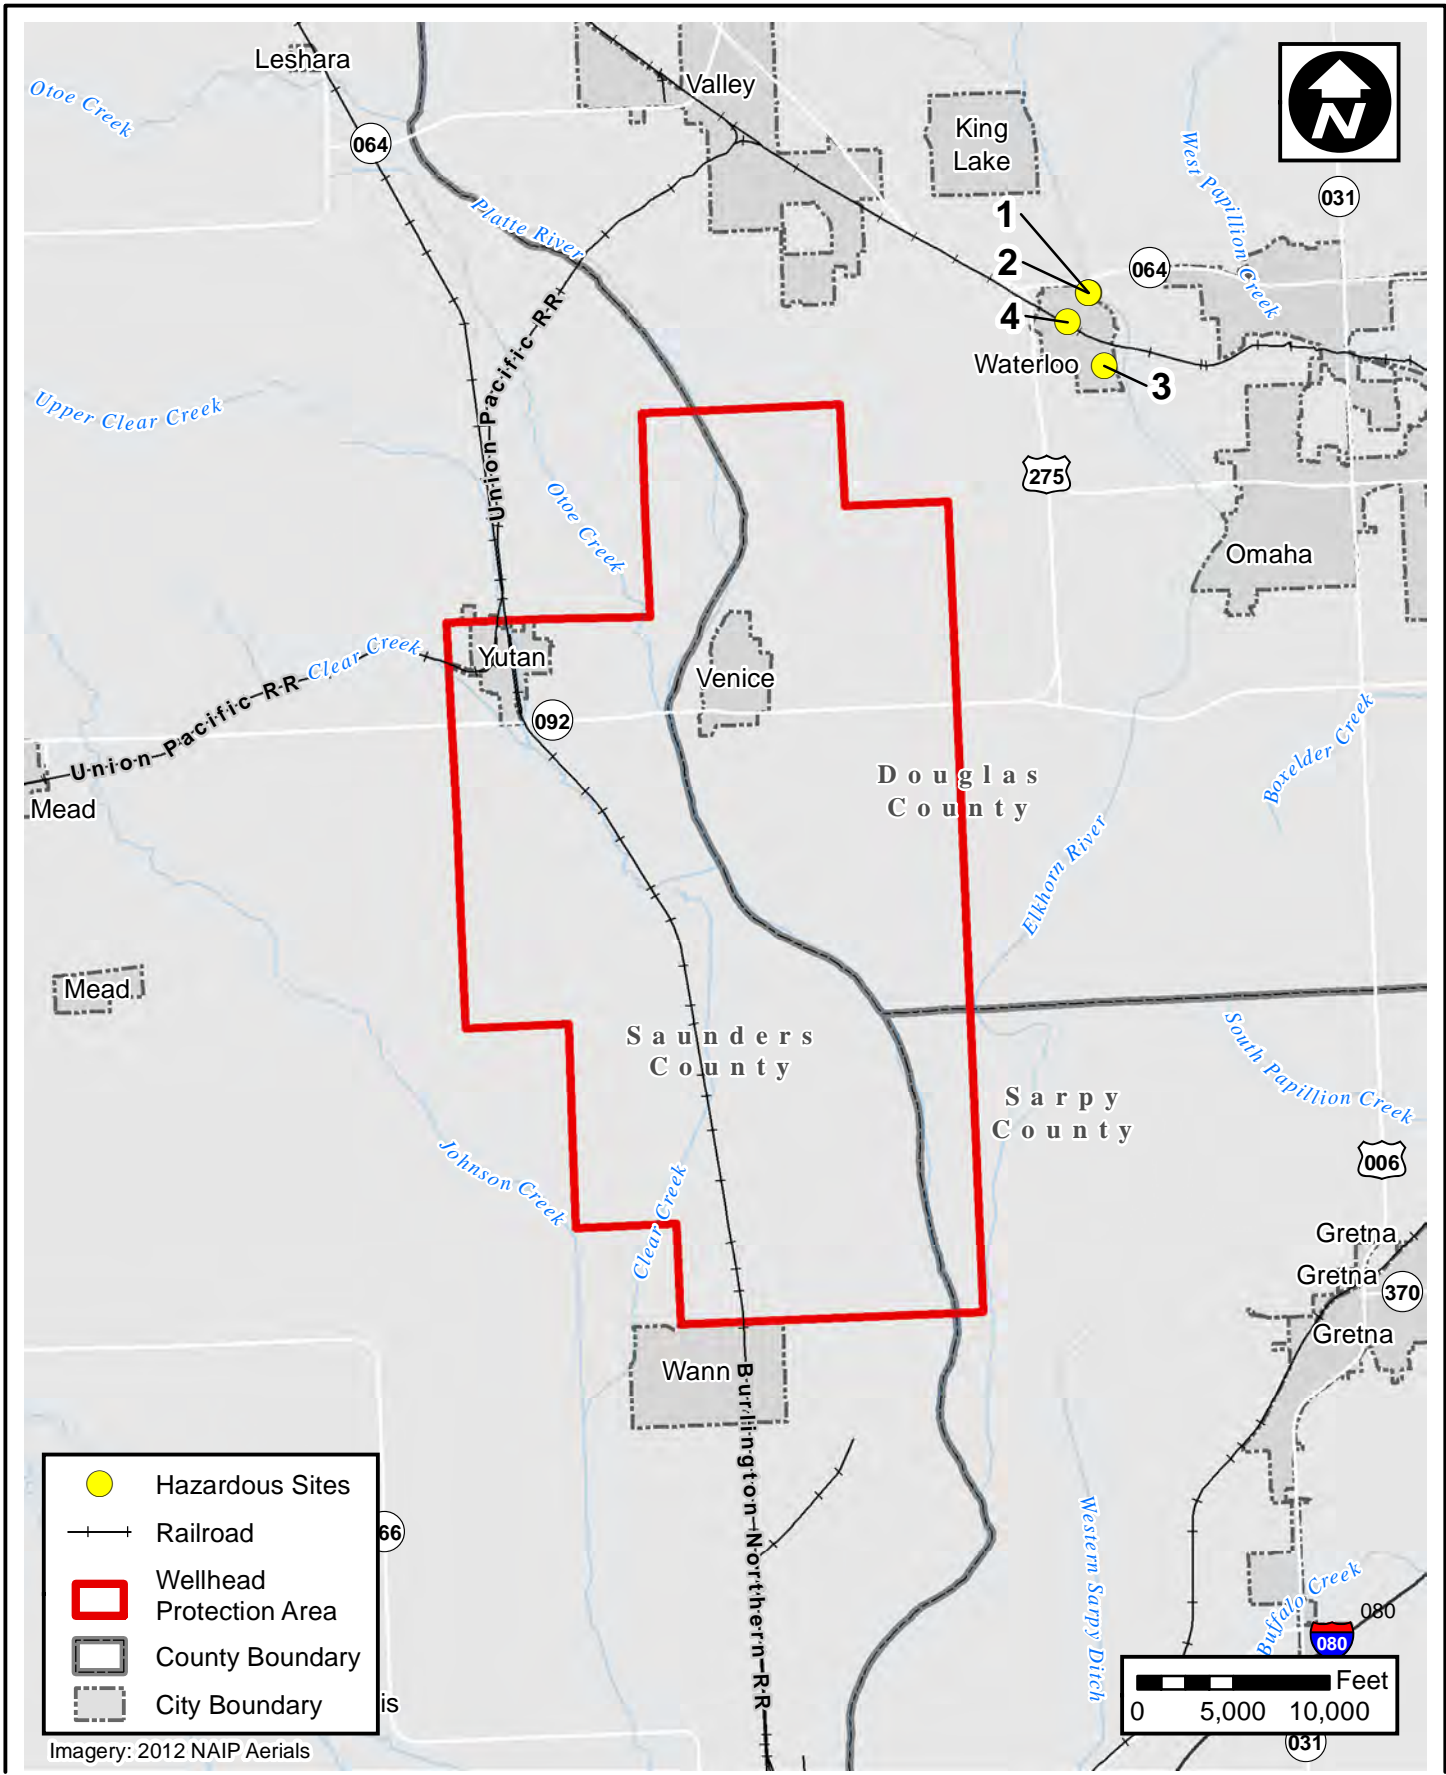 Leshara
Otoe Creek
064
Valley
King
Lake
N
031
West Papillion Creek
Platte River
1
2
064
4
Waterloo
3
Union Pacific RR
Upper Clear Creek
275
Otoe Creek
Omaha
Yutan
Clear Creek
Union Pacific RR
Venice
092
Mead
Douglas
County
Boxelder Creek
Elkhorn River
Mead
Saunders
County
South Papillion Creek
Sarpy
County
Johnson Creek
Clear Creek
006
Gretna
Gretna
370
Gretna
Wann
Burlington Northern RR
Western Sarpy Ditch
Buffalo Creek
080
080
Hazardous Sites
Railroad
66
Wellhead
Protection Area
County Boundary
City Boundary
is
Feet
0 5,000 10,000
031
Imagery: 2012 NAIP Aerials